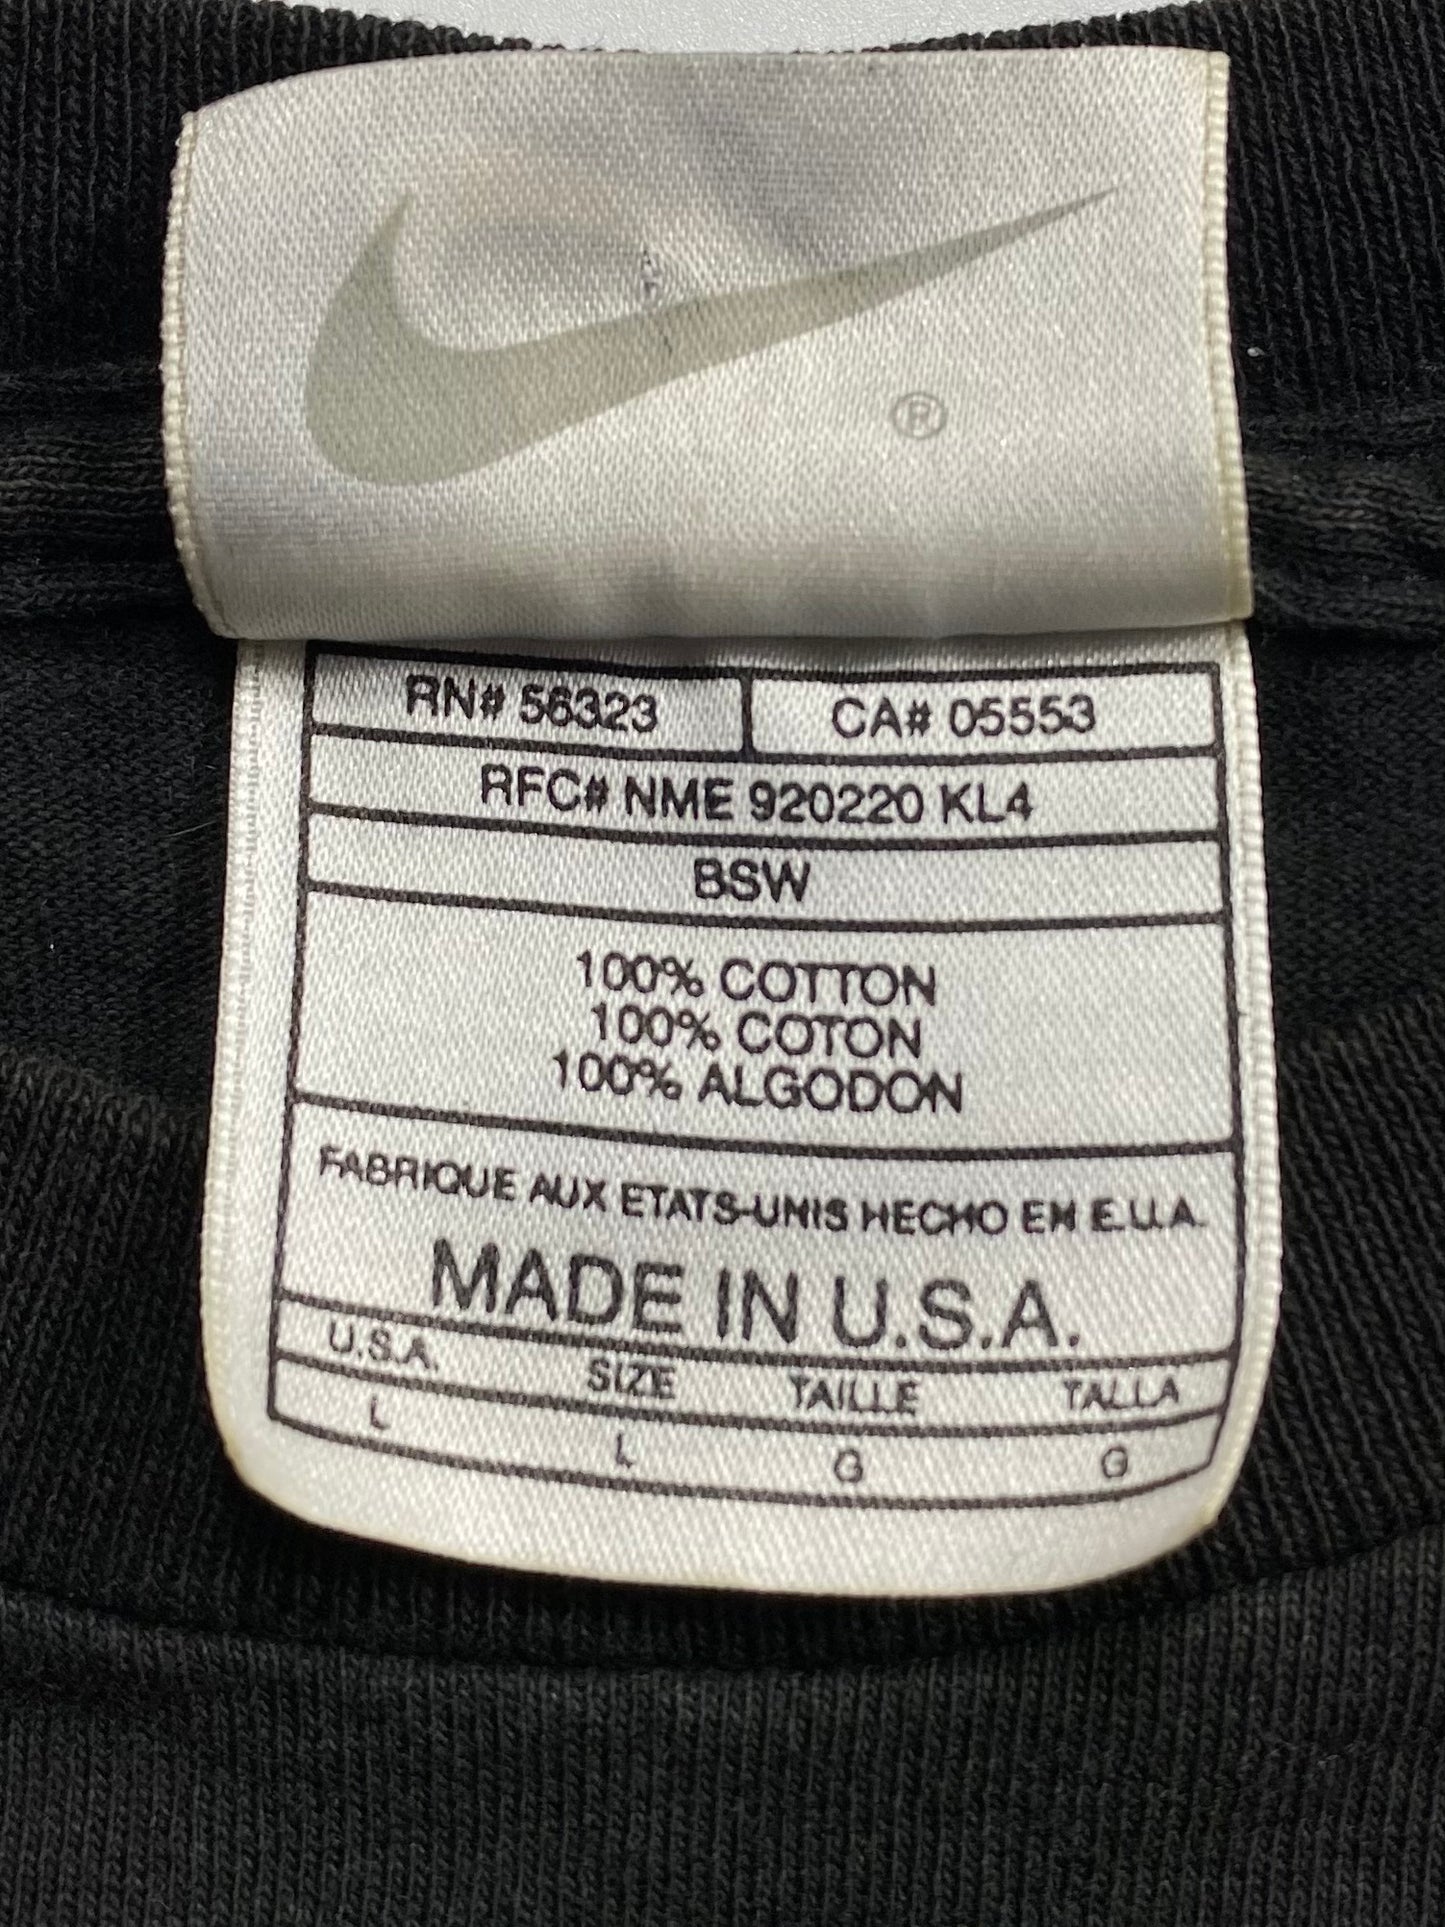 ®
RN# 56323 CA# 05553
RFC# NME 920220 KL4
BSW
100% COTTON
100% COTON
100% ALGODON
FABRIQUE AUX ETATS-UNIS HECHO EN E.U.A.
MADE IN U.S.A.
U.S.A. SIZE TAILLE TALLA
L L G G